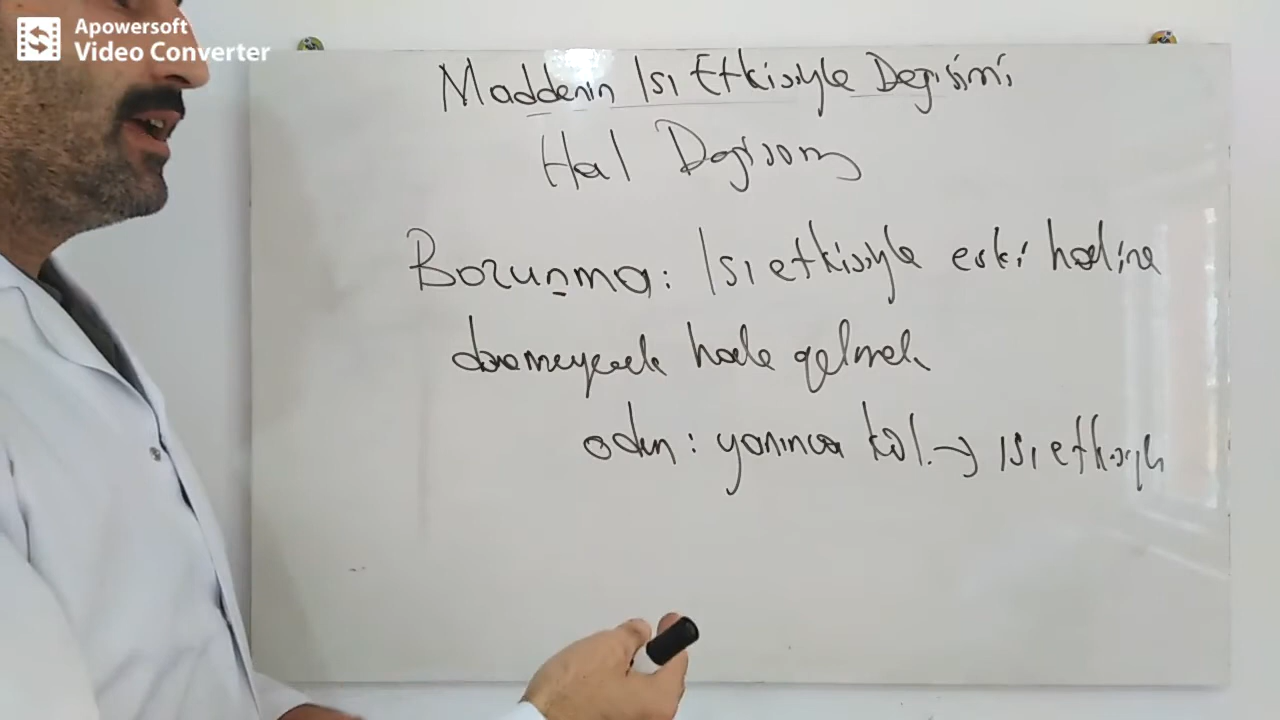 Apowersoft
Video Converter
Maddenin Isı Etkisiyle Değişimi
Hal Değişimi
Bozunma: Isı etkisiyle eski haline
dönemeyecek hale gelmek
odun: yanınca kül. → ısı etkisiyle